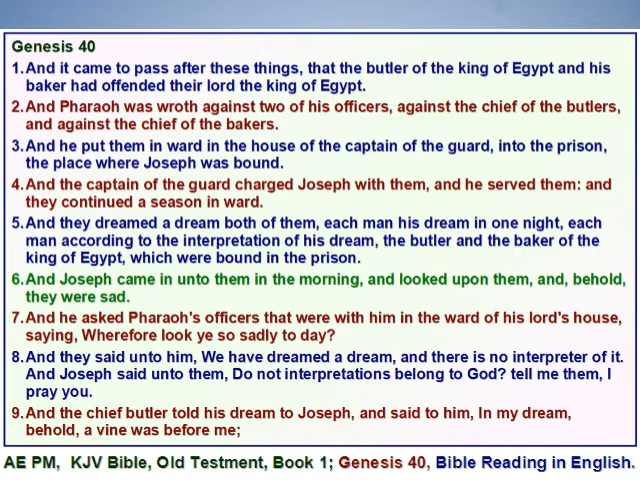 Genesis 40
1. And it came to pass after these things, that the butler of the king of Egypt and his
baker had offended their lord the king of Egypt.
2. And Pharaoh was wroth against two of his officers, against the chief of the butlers,
and against the chief of the bakers.
3. And he put them in ward in the house of the captain of the guard, into the prison,
the place where Joseph was bound.
4. And the captain of the guard charged Joseph with them, and he served them: and
they continued a season in ward.
5. And they dreamed a dream both of them, each man his dream in one night, each
man according to the interpretation of his dream, the butler and the baker of the
king of Egypt, which were bound in the prison.
6. And Joseph came in unto them in the morning, and looked upon them, and, behold,
they were sad.
7. And he asked Pharaoh's officers that were with him in the ward of his lord's house,
saying, Wherefore look ye so sadly to day?
8. And they said unto him, We have dreamed a dream, and there is no interpreter of it.
And Joseph said unto them, Do not interpretations belong to God? tell me them, I
pray you.
9. And the chief butler told his dream to Joseph, and said to him, In my dream,
behold, a vine was before me;
AE PM, KJV Bible, Old Testment, Book 1; Genesis 40, Bible Reading in English.